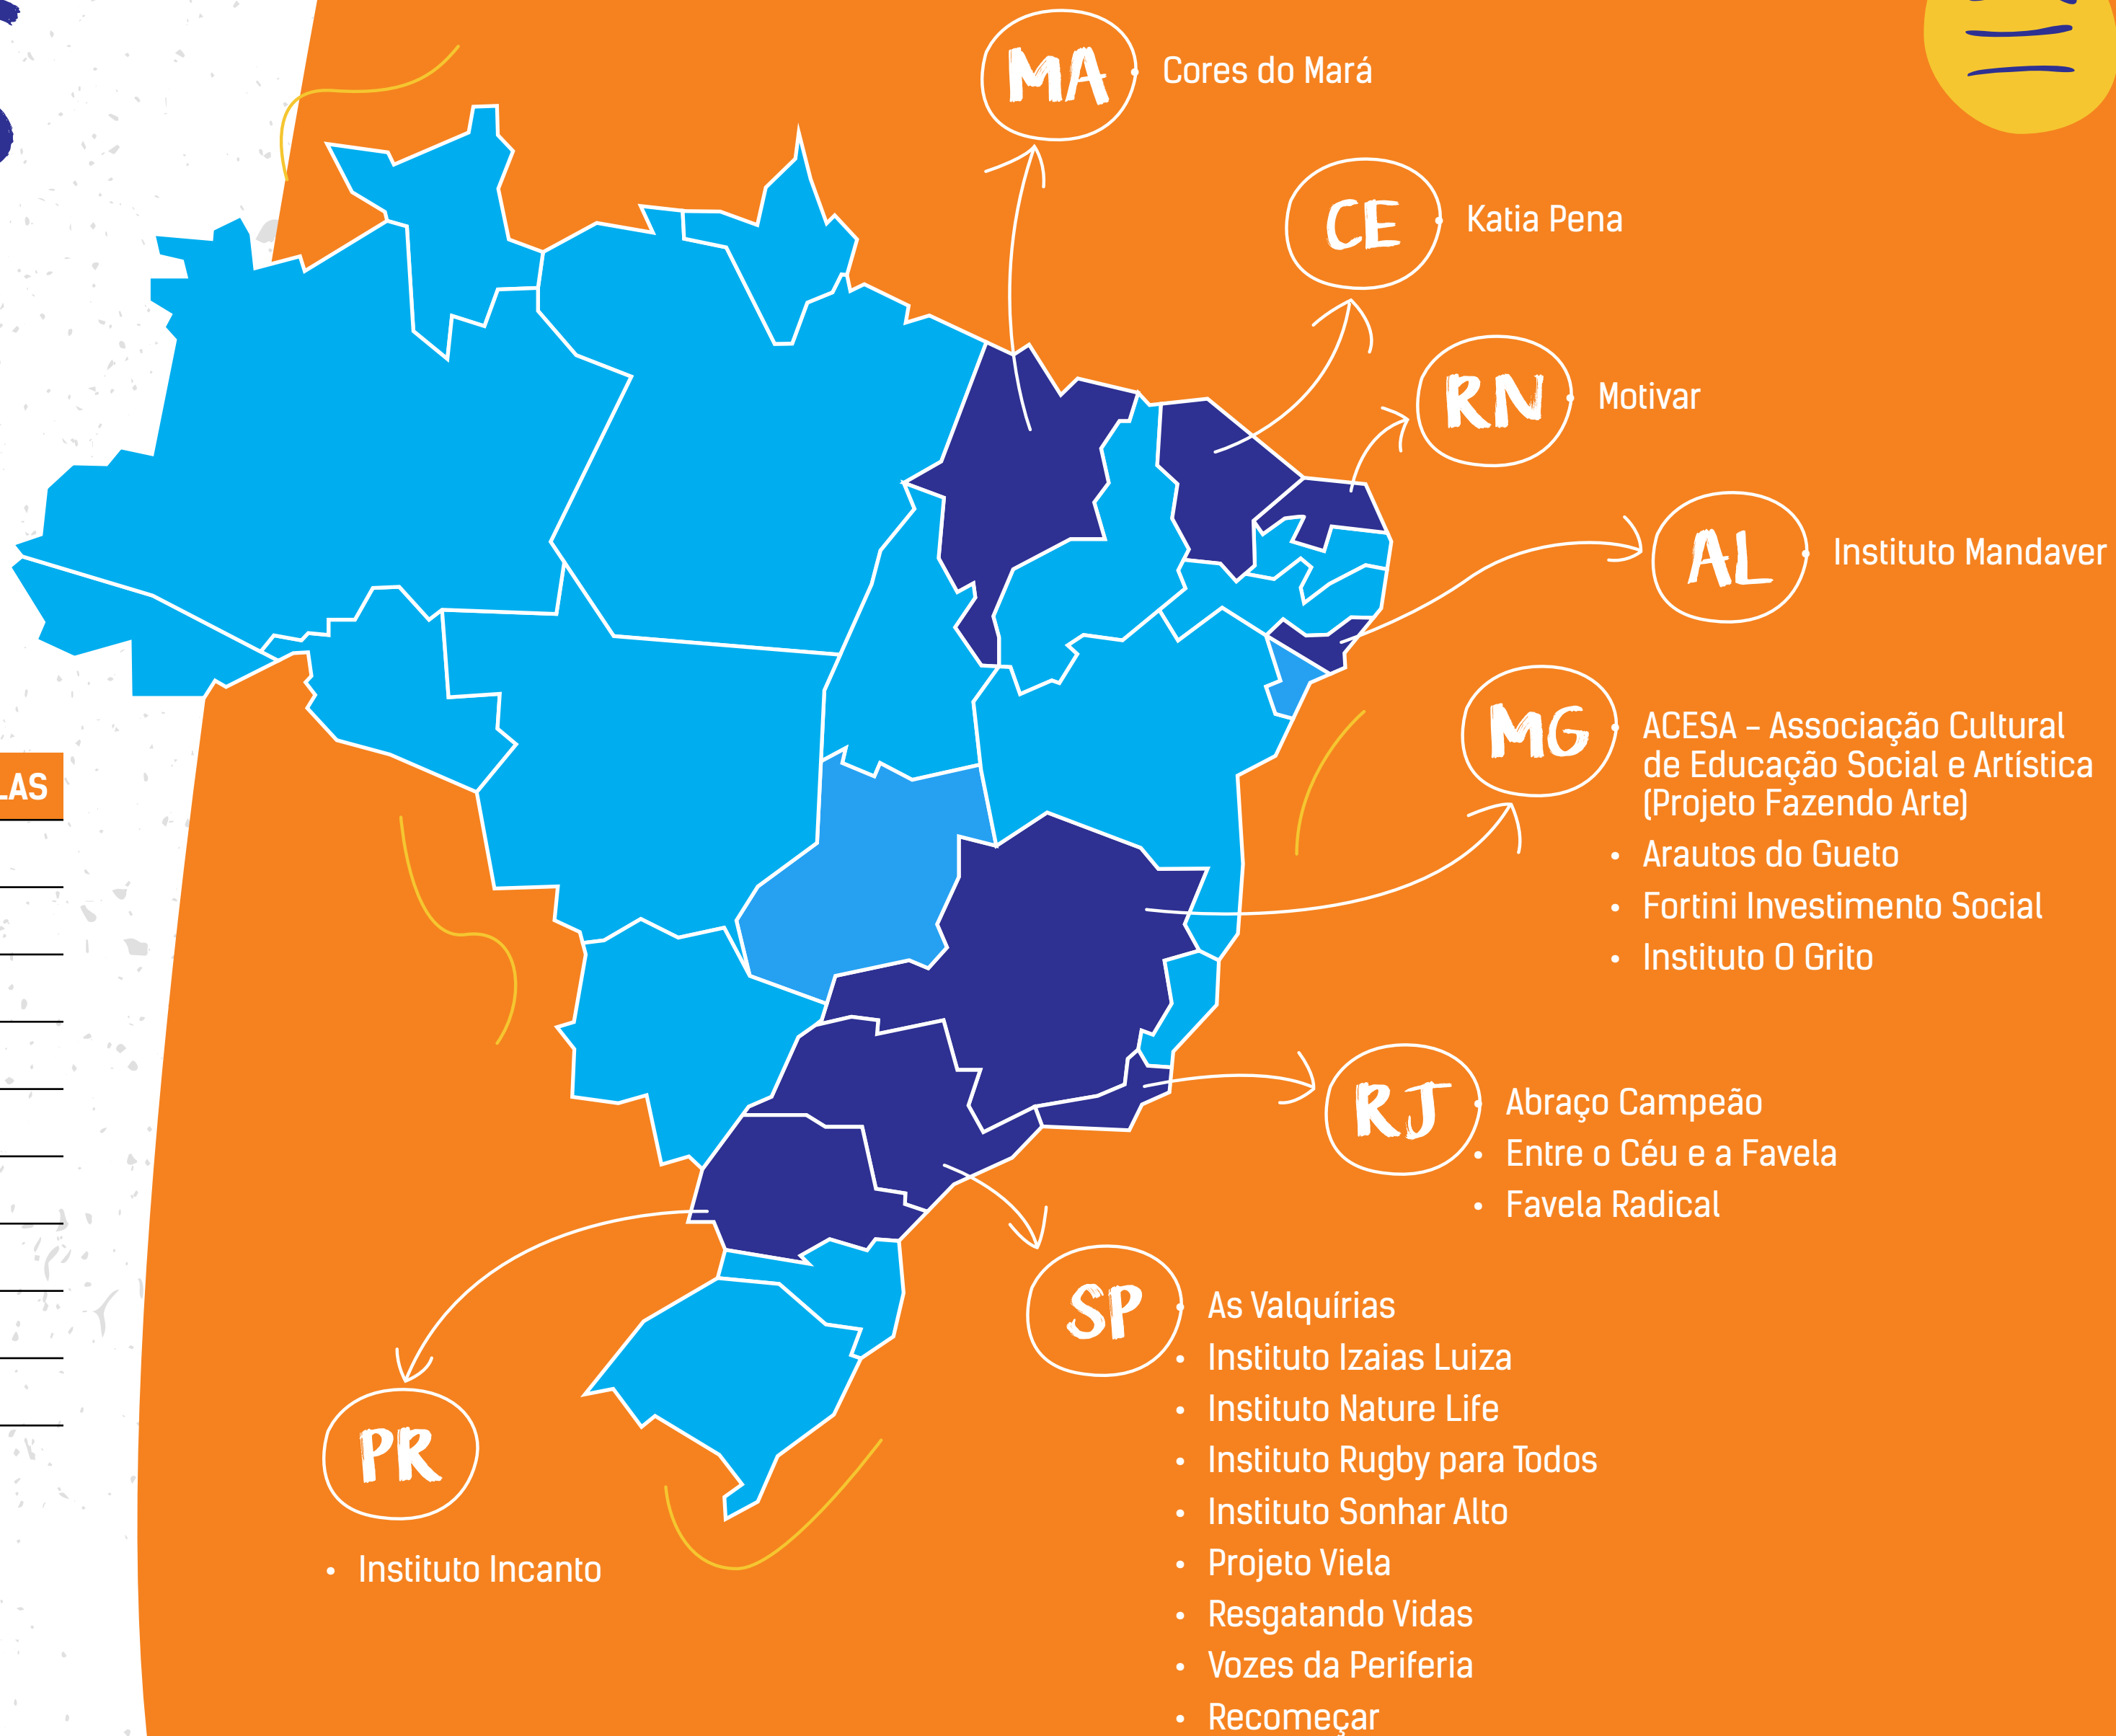 MA
• Cores do Mará
CE
• Katia Pena
RN
• Motivar
AL
• Instituto Mandaver
MG
• ACESA – Associação Cultural
de Educação Social e Artística
(Projeto Fazendo Arte)
• Arautos do Gueto
• Fortini Investimento Social
• Instituto O Grito
LAS
RJ
• Abraço Campeão
• Entre o Céu e a Favela
• Favela Radical
SP
• As Valquírias
• Instituto Izaias Luiza
• Instituto Nature Life
• Instituto Rugby para Todos
• Instituto Sonhar Alto
• Projeto Viela
• Resgatando Vidas
• Vozes da Periferia
• Recomeçar
PR
• Instituto Incanto